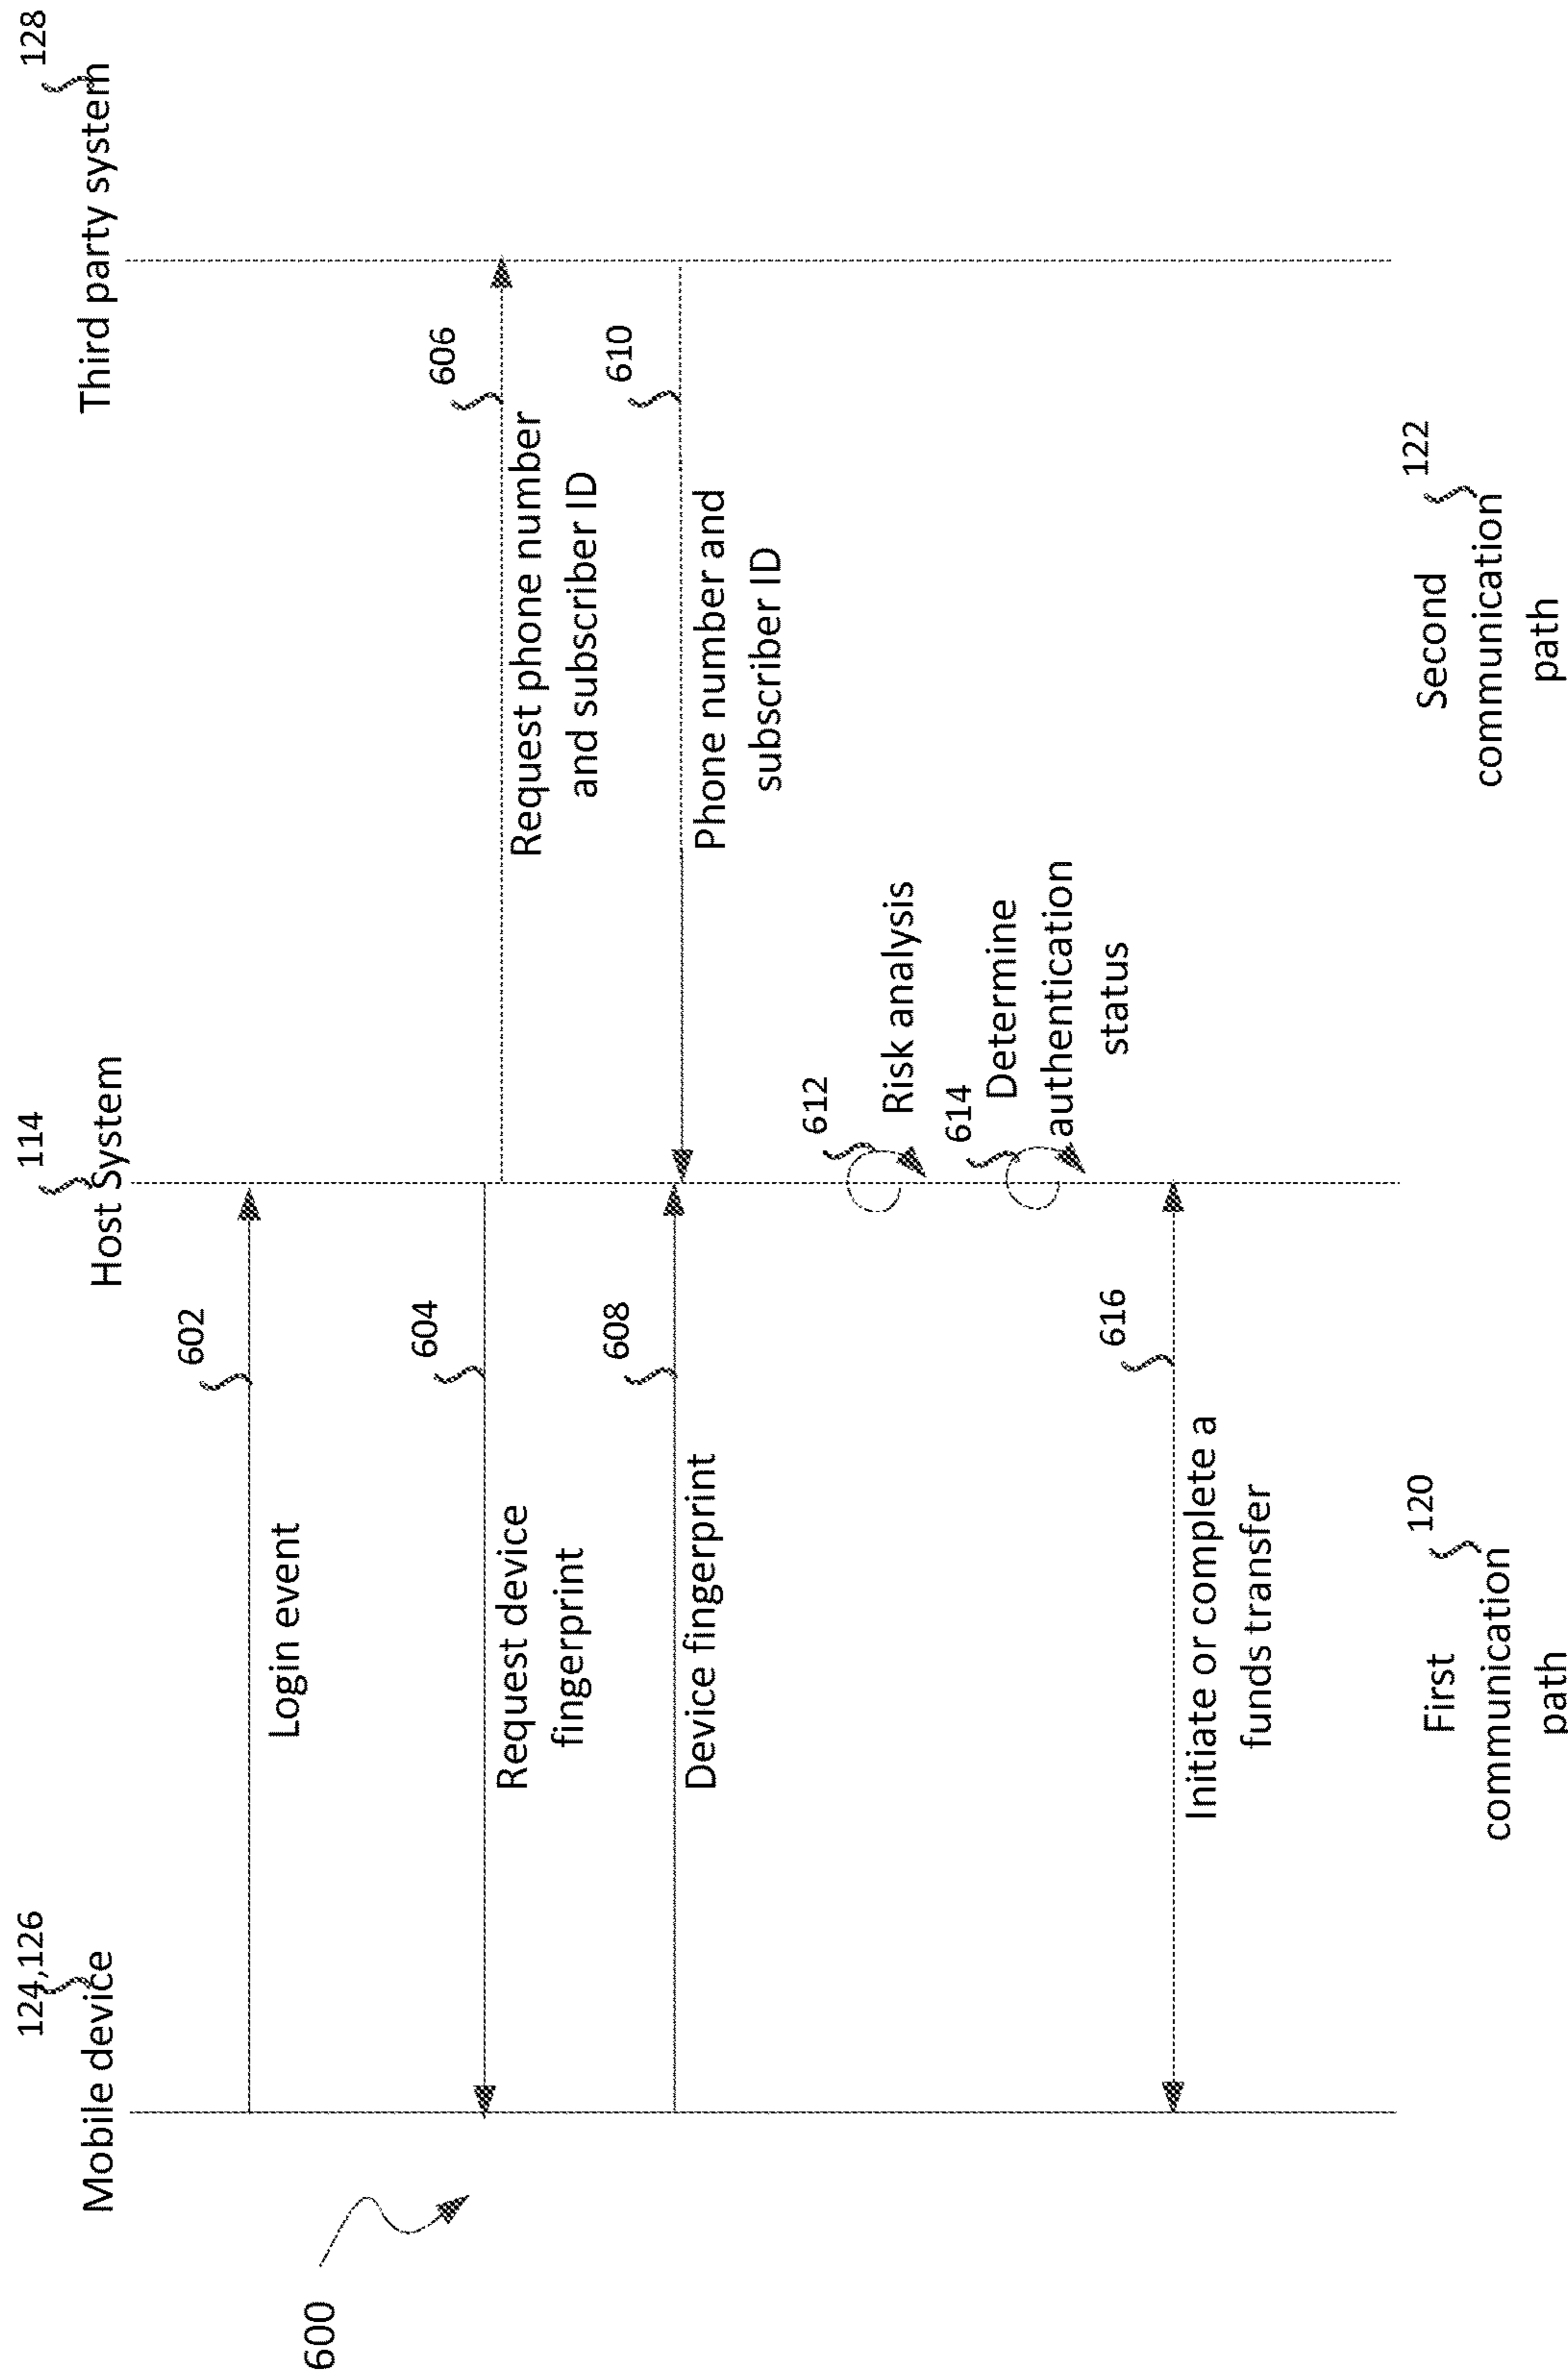 124,126
Mobile device
114
Host System
128
Third party system
600
602
Login event
604
Request device
fingerprint
606
Request phone number
and subscriber ID
608
Device fingerprint
610
Phone number and
subscriber ID
612
Risk analysis
614
Determine
authentication
status
616
Initiate or complete a
funds transfer
120
First
communication
path
122
Second
communication
path